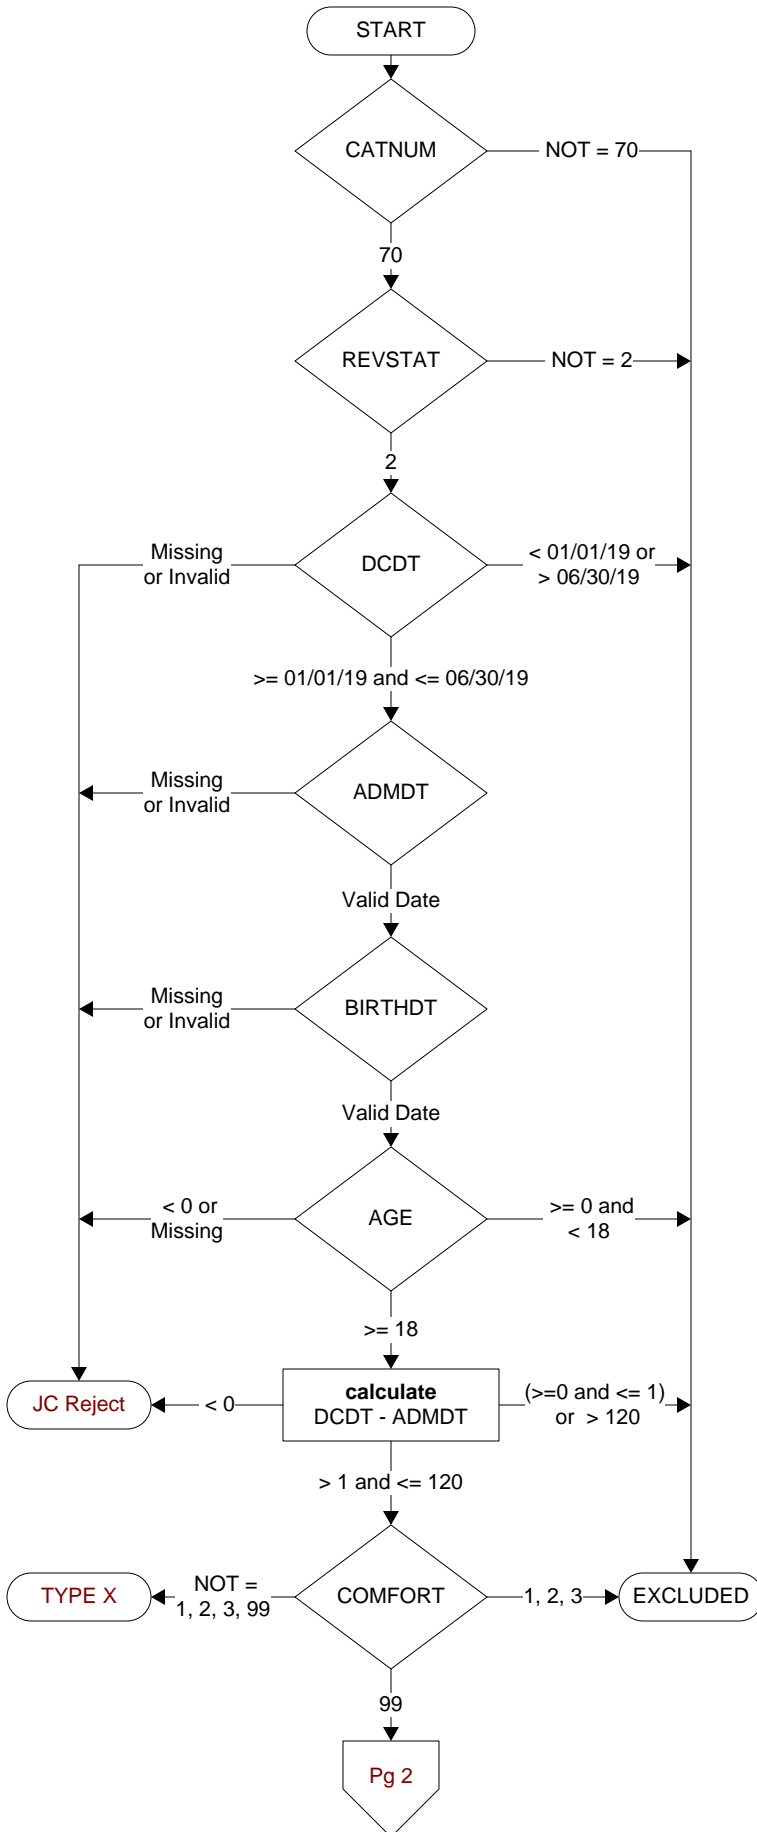 START
CATNUM
NOT = 70
70
REVSTAT
NOT = 2
2
Missing
or Invalid
DCDT
< 01/01/19 or
> 06/30/19
>= 01/01/19 and <= 06/30/19
Missing
or Invalid
ADMDT
Valid Date
Missing
or Invalid
BIRTHDT
Valid Date
< 0 or
Missing
AGE
>= 0 and
< 18
>= 18
JC Reject
< 0
calculate
DCDT - ADMDT
(>=0 and <= 1)
or > 120
> 1 and <= 120
TYPE X
NOT =
1, 2, 3, 99
COMFORT
1, 2, 3
EXCLUDED
99
Pg 2